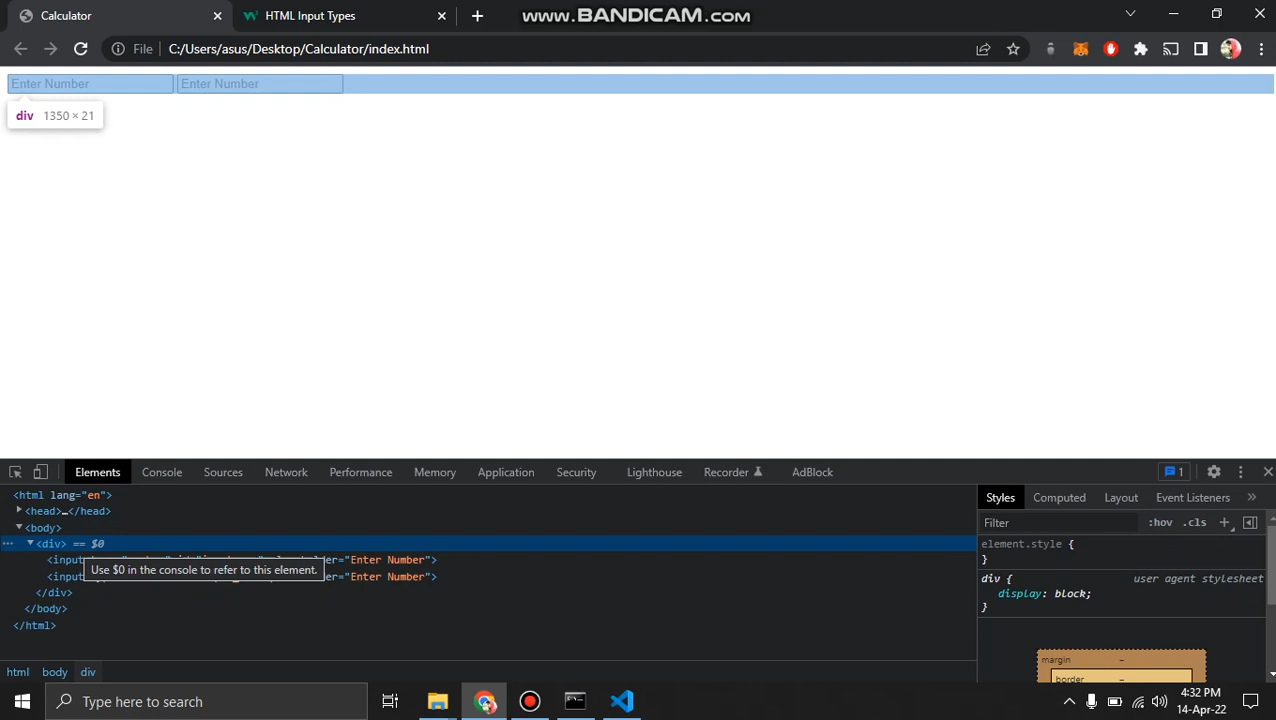 Calculator
HTML Input Types
www.BANDICAM.com
File
C:/Users/asus/Desktop/Calculator/index.html
Enter Number
Enter Number
div 1350 × 21
Elements
Console
Sources
Network
Performance
Memory
Application
Security
Lighthouse
Recorder
AdBlock
1
<html lang="en">
<head>…</head>
<body>
<div> == $0
<input ="Enter Number">
<input ="Enter Number">
Use $0 in the console to refer to this element.
</div>
</body>
</html>
html body div
Styles
Computed
Layout
Event Listeners
Filter
:hov .cls
element.style {
}
div { user agent stylesheet
display: block;
}
margin –
border –
Type here to search
4:32 PM
14-Apr-22